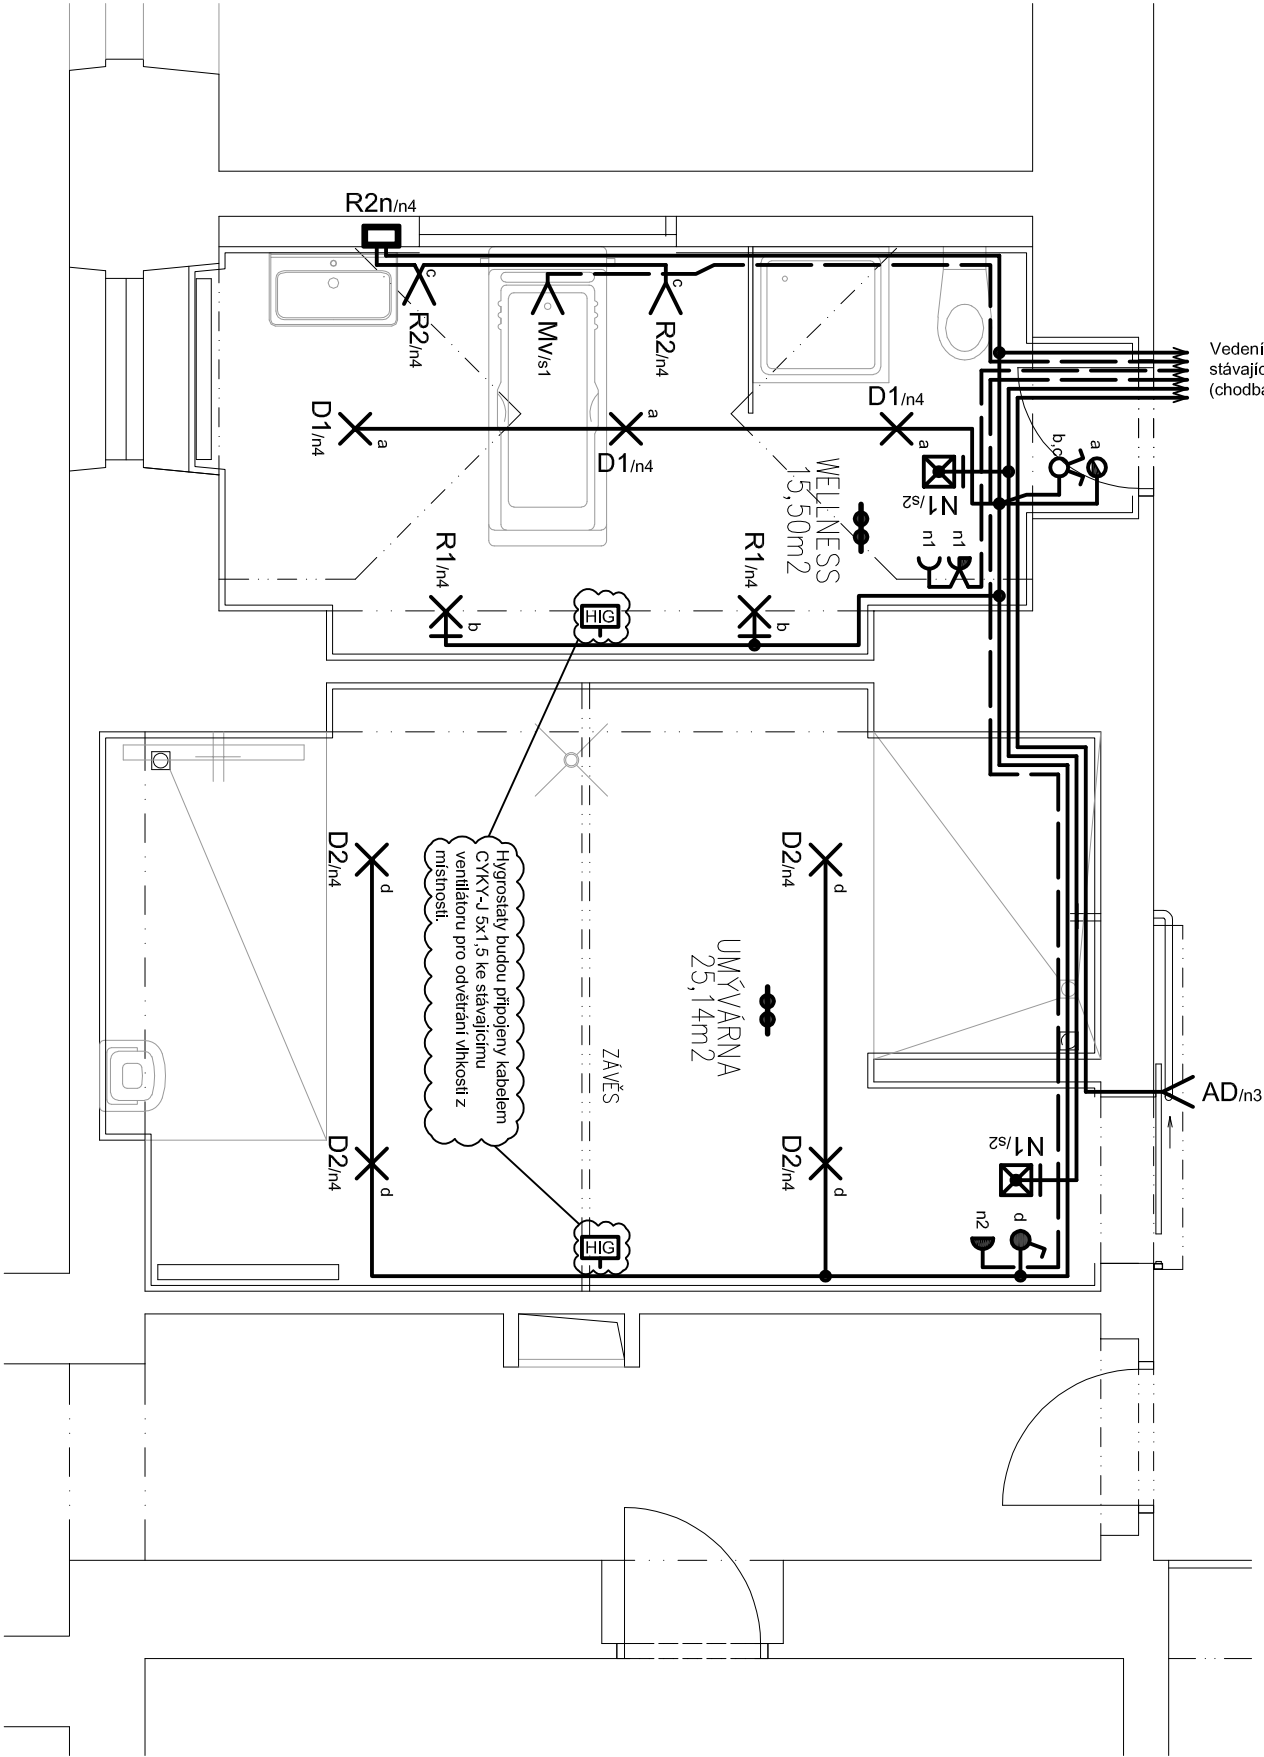 R2n/n4
c
R2/n4
Mv/s1
c
R2/n4
Vedení
stávajíc
(chodba
D1/n4
a
D1/n4
a
D1/n4
a
b,c
a
N1/s2
WELLNESS
15,50m2
n1
n1
R1/n4
b
R1/n4
b
HIG
D2/n4
d
D2/n4
d
Hygrostaty budou připojeny kabelem
CYKY-J 5x1,5 ke stávajícímu
ventilátoru pro odvětrání vlhkosti z
místnosti.
UMÝVÁRNA
25,14m2
ZÁVĚS
AD/n3
D2/n4
d
D2/n4
d
N1/s2
n2
d
HIG